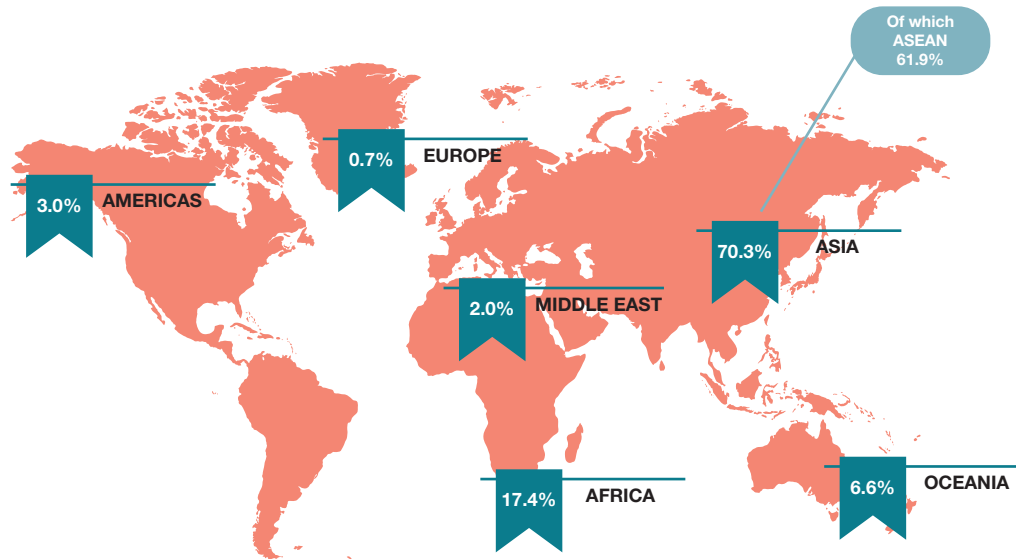 Of which
ASEAN
61.9%
0.7%
EUROPE
3.0%
AMERICAS
70.3%
ASIA
2.0%
MIDDLE EAST
17.4%
AFRICA
6.6%
OCEANIA